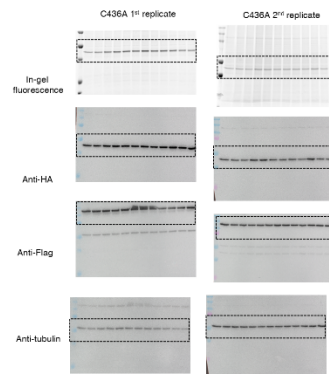 C436A 1st replicate
C436A 2nd replicate
In-gel
fluorescence
Anti-HA
Anti-Flag
Anti-tubulin